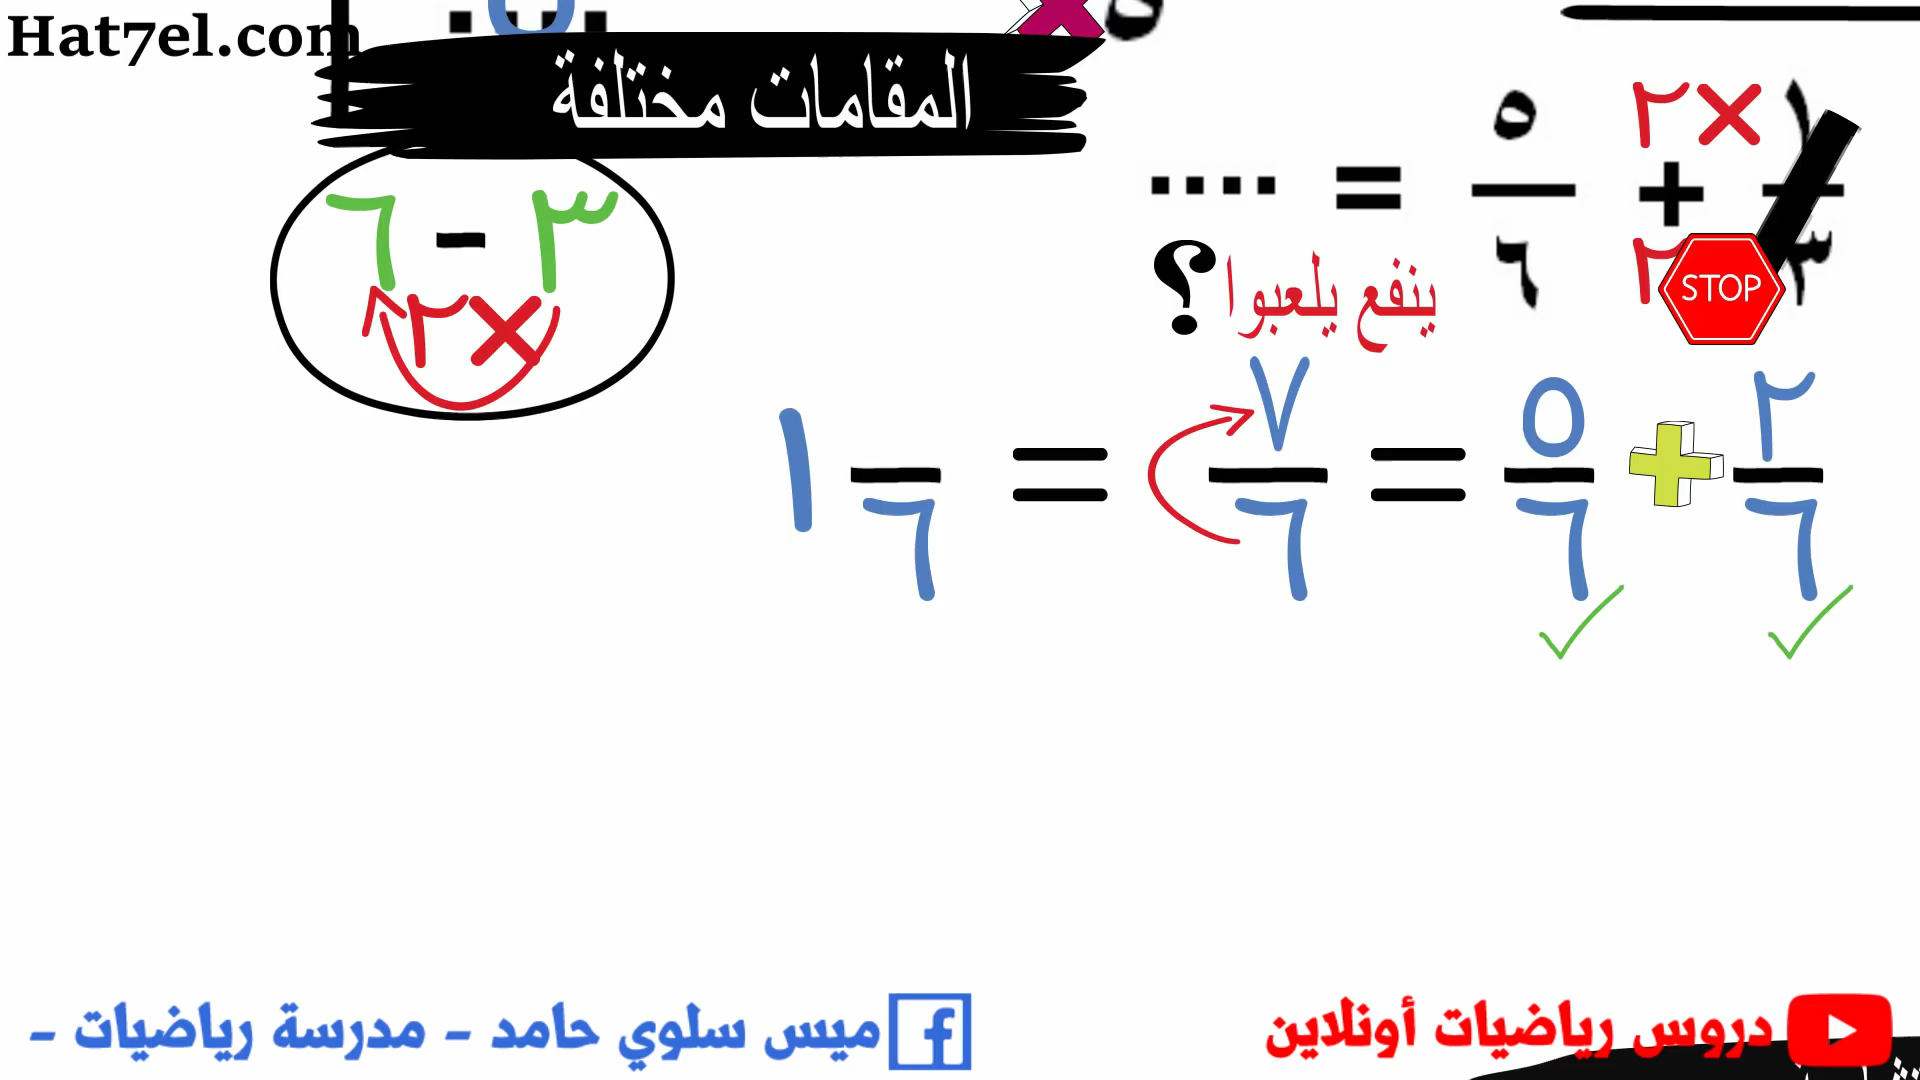 Hat7el.com
المقامات مختلفة
١ ×٢ + ٥ = ....
٣ ٢ ٦
STOP
٣ - ٦
×٢
ينفع يلعبوا ؟
٢ + ٥ = ٧ = ١
٦ ٦ ٦ ٦
دروس رياضيات أونلاين
ميس سلوي حامد - مدرسة رياضيات -